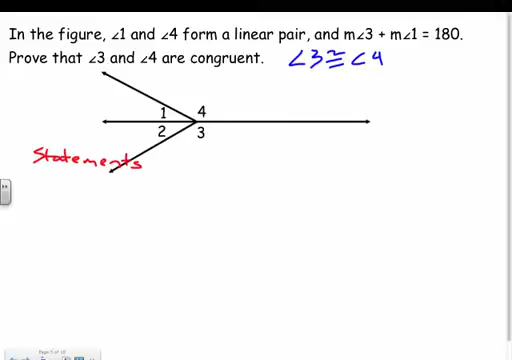 In the figure, ∠1 and ∠4 form a linear pair, and m∠3 + m∠1 = 180.
Prove that ∠3 and ∠4 are congruent. ∠3≅∠4
1 4
2 3
Statements